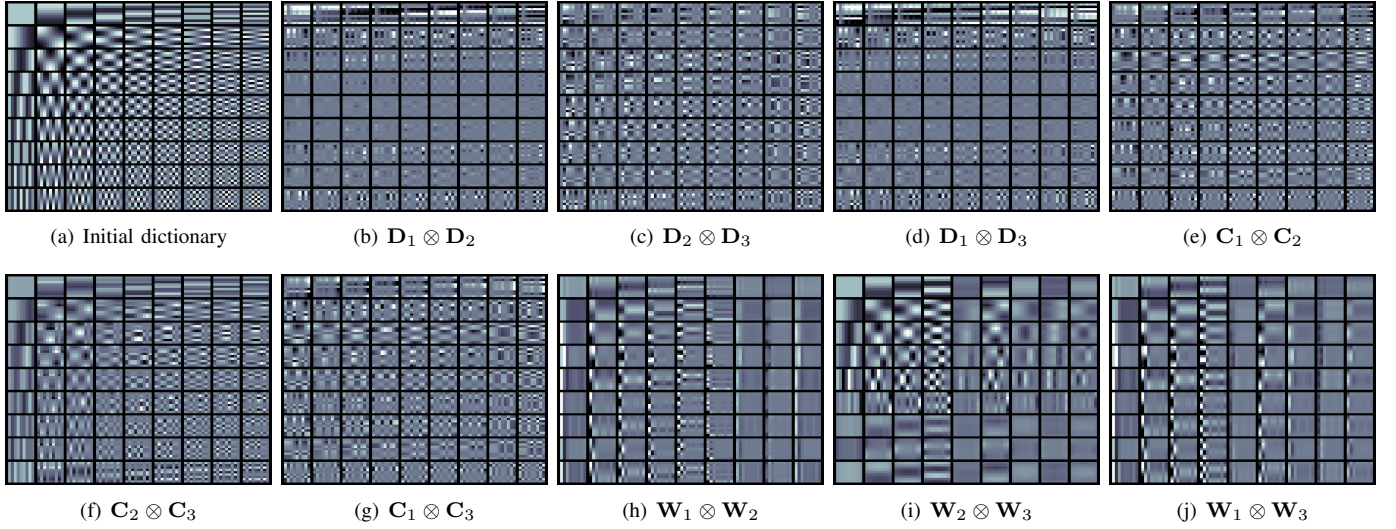 (a) Initial dictionary
(b) D₁ ⊗ D₂
(c) D₂ ⊗ D₃
(d) D₁ ⊗ D₃
(e) C₁ ⊗ C₂
(f) C₂ ⊗ C₃
(g) C₁ ⊗ C₃
(h) W₁ ⊗ W₂
(i) W₂ ⊗ W₃
(j) W₁ ⊗ W₃